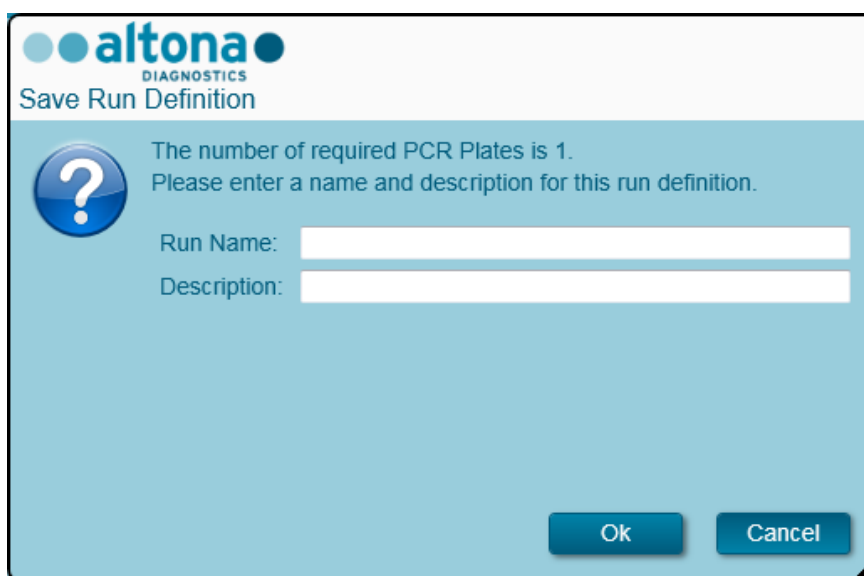 altona
DIAGNOSTICS
Save Run Definition
?
The number of required PCR Plates is 1.
Please enter a name and description for this run definition.
Run Name:
Description:
Ok Cancel